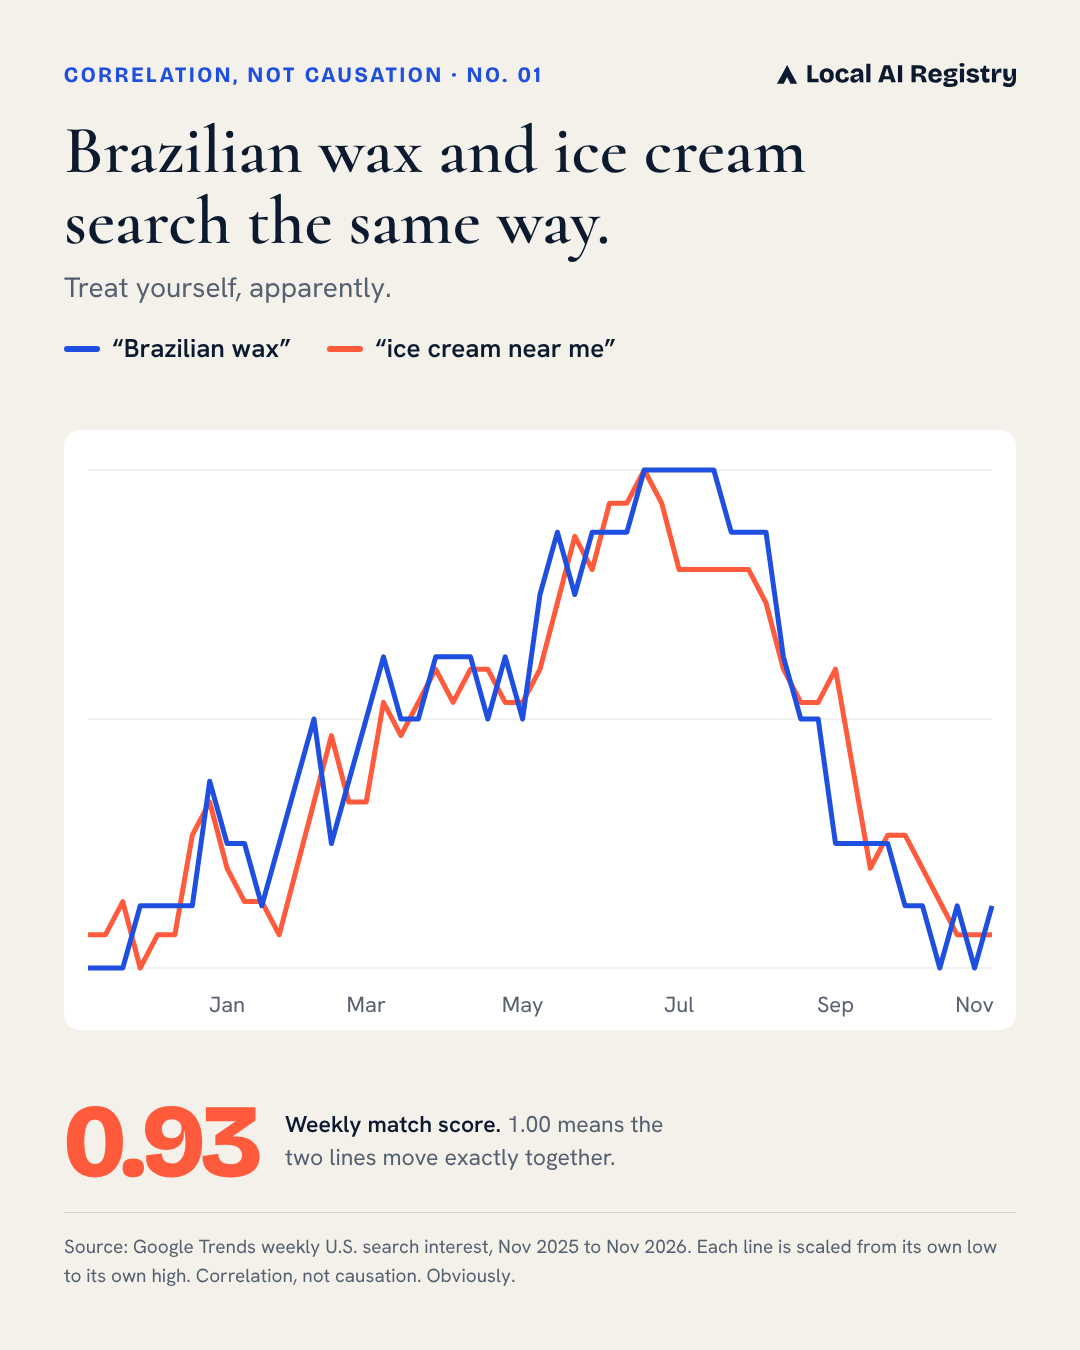 CORRELATION, NOT CAUSATION · NO. 01
Local AI Registry
Brazilian wax and ice cream
search the same way.
Treat yourself, apparently.
“Brazilian wax” “ice cream near me”
Jan Mar May Jul Sep Nov
0.93
Weekly match score. 1.00 means the
two lines move exactly together.
Source: Google Trends weekly U.S. search interest, Nov 2025 to Nov 2026. Each line is scaled from its own low
to its own high. Correlation, not causation. Obviously.